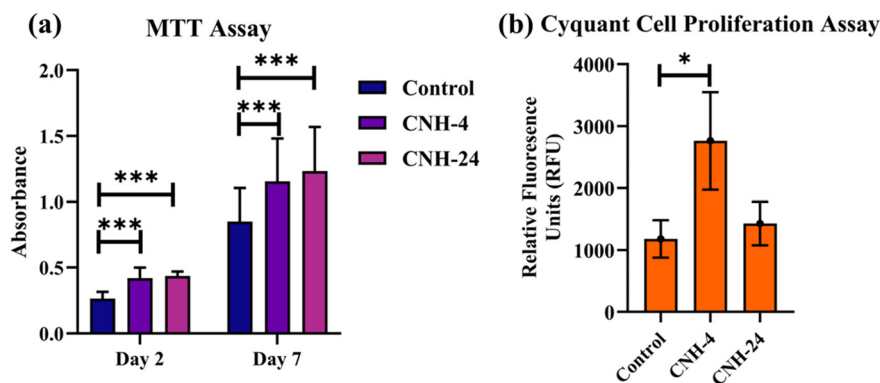 (a)
MTT Assay
Absorbance
2.0
1.5
1.0
0.5
0.0
***
***
***
***
Day 2
Day 7
Control
CNH-4
CNH-24
(b) Cyquant Cell Proliferation Assay
Relative Fluoresence
Units (RFU)
4000
3000
2000
1000
0
*
Control
CNH-4
CNH-24